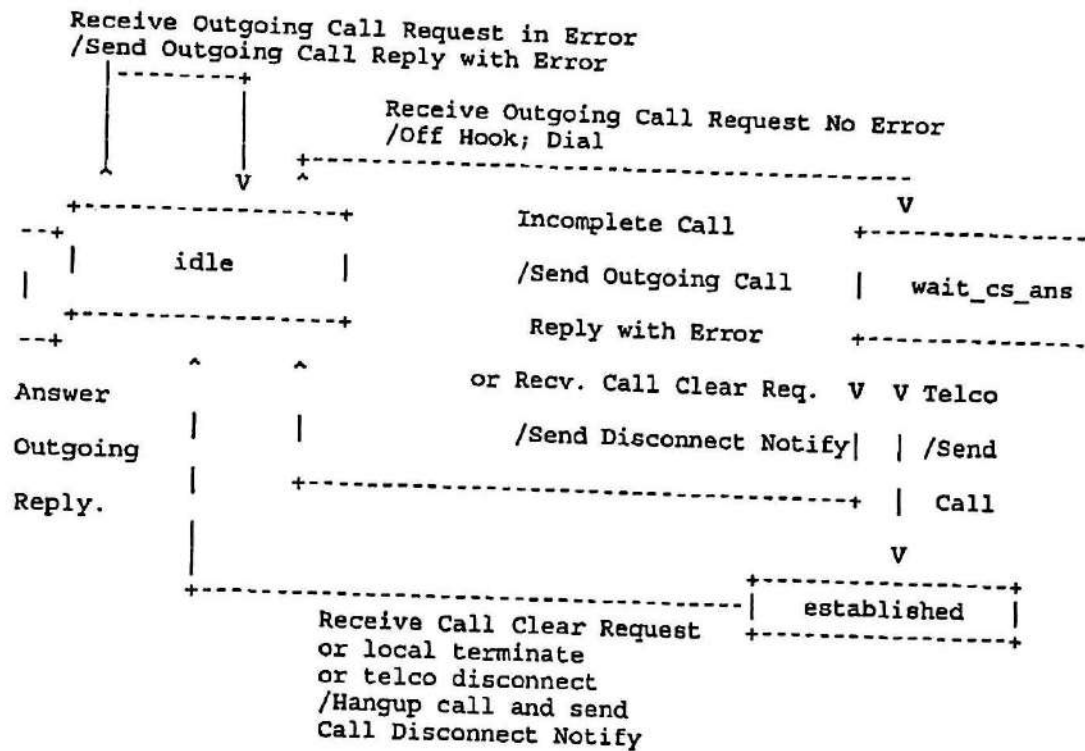 Receive Outgoing Call Request in Error
/Send Outgoing Call Reply with Error
Receive Outgoing Call Request No Error
/Off Hook; Dial
Incomplete Call
idle
/Send Outgoing Call
wait_cs_ans
Reply with Error
or Recv. Call Clear Req.
Telco
Answer
/Send Disconnect Notify
/Send
Outgoing
Call
Reply.
established
Receive Call Clear Request
or local terminate
or telco disconnect
/Hangup call and send
Call Disconnect Notify